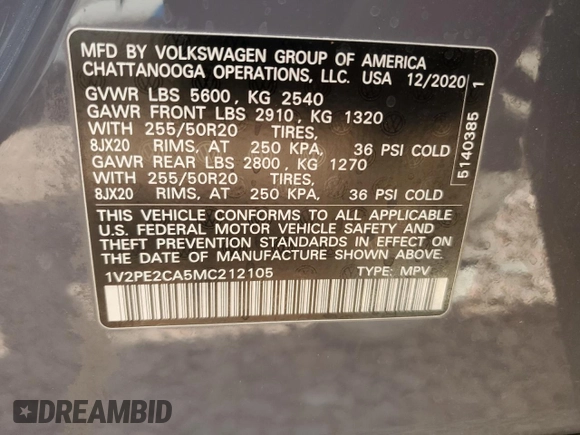 MFD BY VOLKSWAGEN GROUP OF AMERICA
CHATTANOOGA OPERATIONS, LLC. USA 12/2020
GVWR LBS 5600 , KG 2540
GAWR FRONT LBS 2910 , KG 1320
WITH 255/50R20 TIRES,
8JX20 RIMS, AT 250 KPA, 36 PSI COLD
GAWR REAR LBS 2800 , KG 1270
WITH 255/50R20 TIRES,
8JX20 RIMS, AT 250 KPA, 36 PSI COLD
THIS VEHICLE CONFORMS TO ALL APPLICABLE
U.S. FEDERAL MOTOR VEHICLE SAFETY AND
THEFT PREVENTION STANDARDS IN EFFECT ON
THE DATE OF MANUFACTURE SHOWN ABOVE.
1V2PE2CA5MC212105 TYPE: MPV
5140385 1
DREAMBID